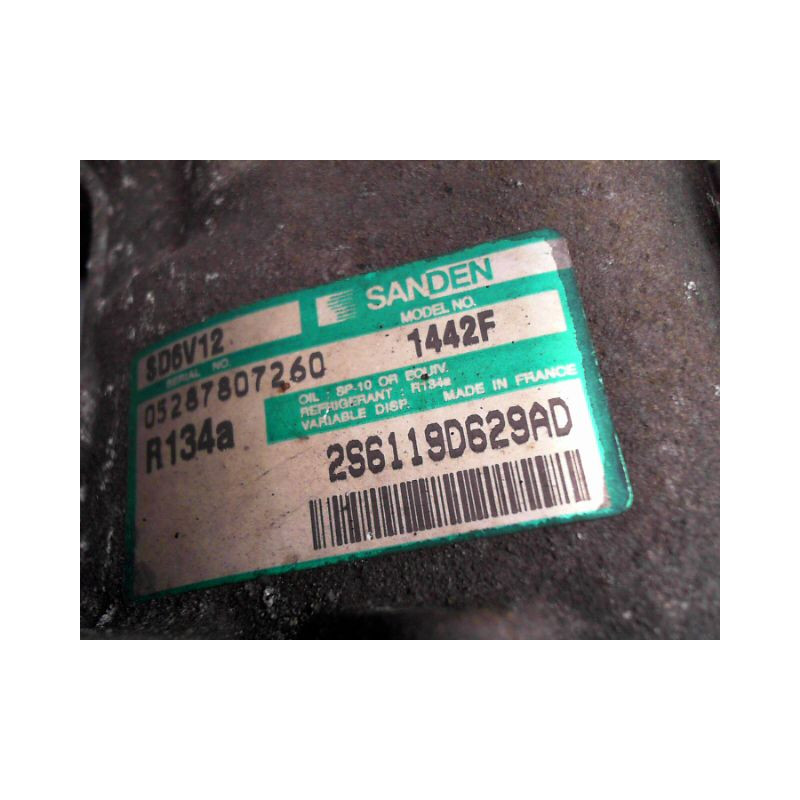 SANDEN
SD6V12
MODEL NO.
1442F
SERIAL NO
05287807260
OIL : SP-10 OR EQUIV.
REFRIGERANT : R134a
VARIABLE DISP. MADE IN FRANCE
R134a
2S6119D629AD